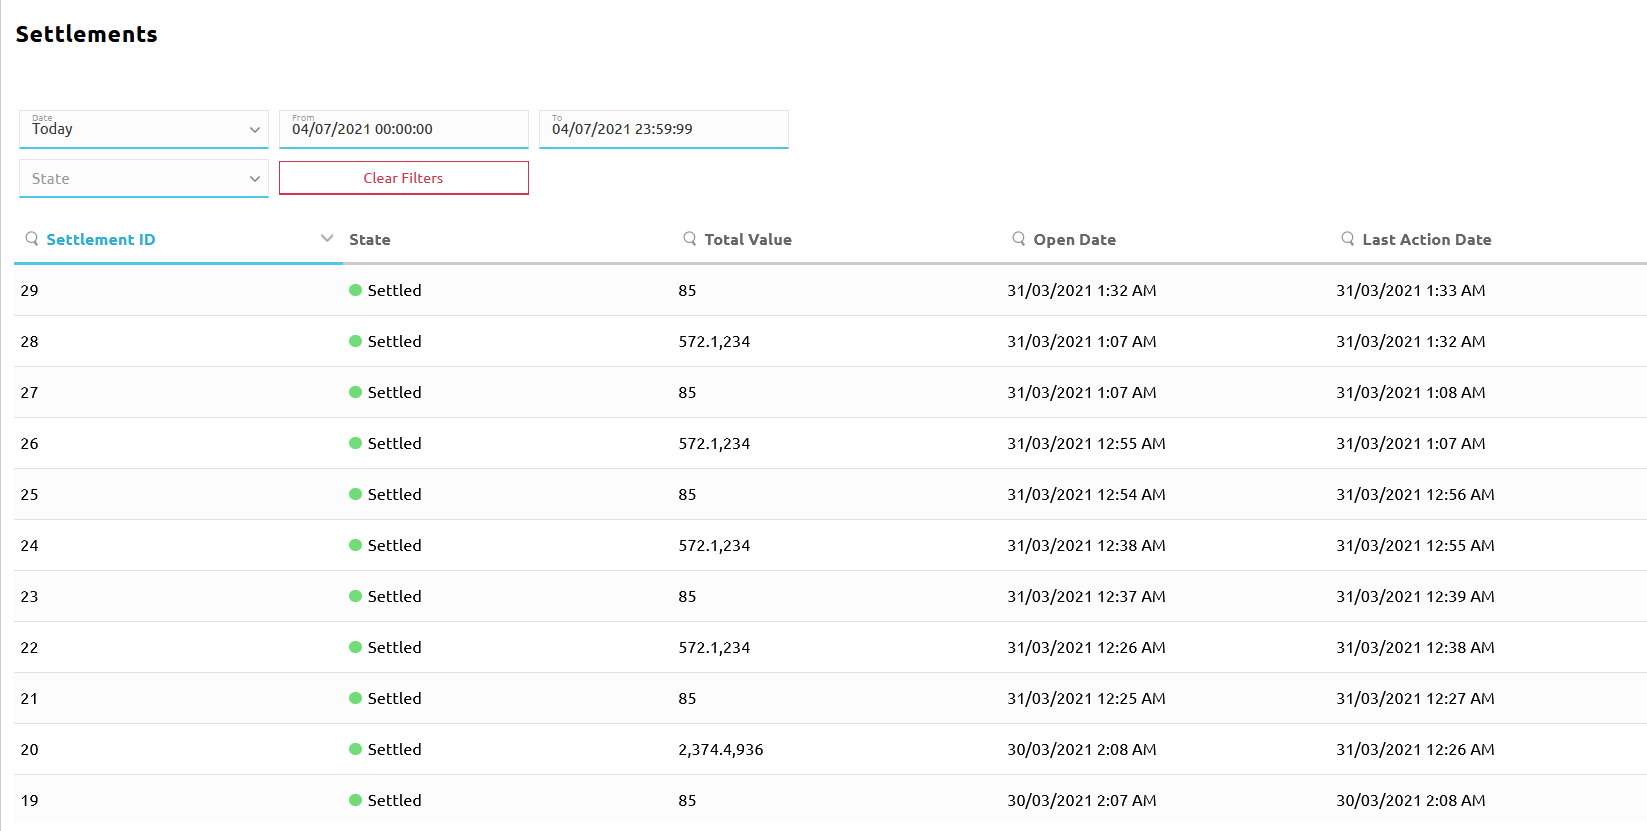 Settlements
Date From To
Today 04/07/2021 00:00:00 04/07/2021 23:59:99
State Clear Filters
Settlement ID State Total Value Open Date Last Action Date
29 Settled 85 31/03/2021 1:32 AM 31/03/2021 1:33 AM
28 Settled 572.1,234 31/03/2021 1:07 AM 31/03/2021 1:32 AM
27 Settled 85 31/03/2021 1:07 AM 31/03/2021 1:08 AM
26 Settled 572.1,234 31/03/2021 12:55 AM 31/03/2021 1:07 AM
25 Settled 85 31/03/2021 12:54 AM 31/03/2021 12:56 AM
24 Settled 572.1,234 31/03/2021 12:38 AM 31/03/2021 12:55 AM
23 Settled 85 31/03/2021 12:37 AM 31/03/2021 12:39 AM
22 Settled 572.1,234 31/03/2021 12:26 AM 31/03/2021 12:38 AM
21 Settled 85 31/03/2021 12:25 AM 31/03/2021 12:27 AM
20 Settled 2,374.4,936 30/03/2021 2:08 AM 31/03/2021 12:26 AM
19 Settled 85 30/03/2021 2:07 AM 30/03/2021 2:08 AM